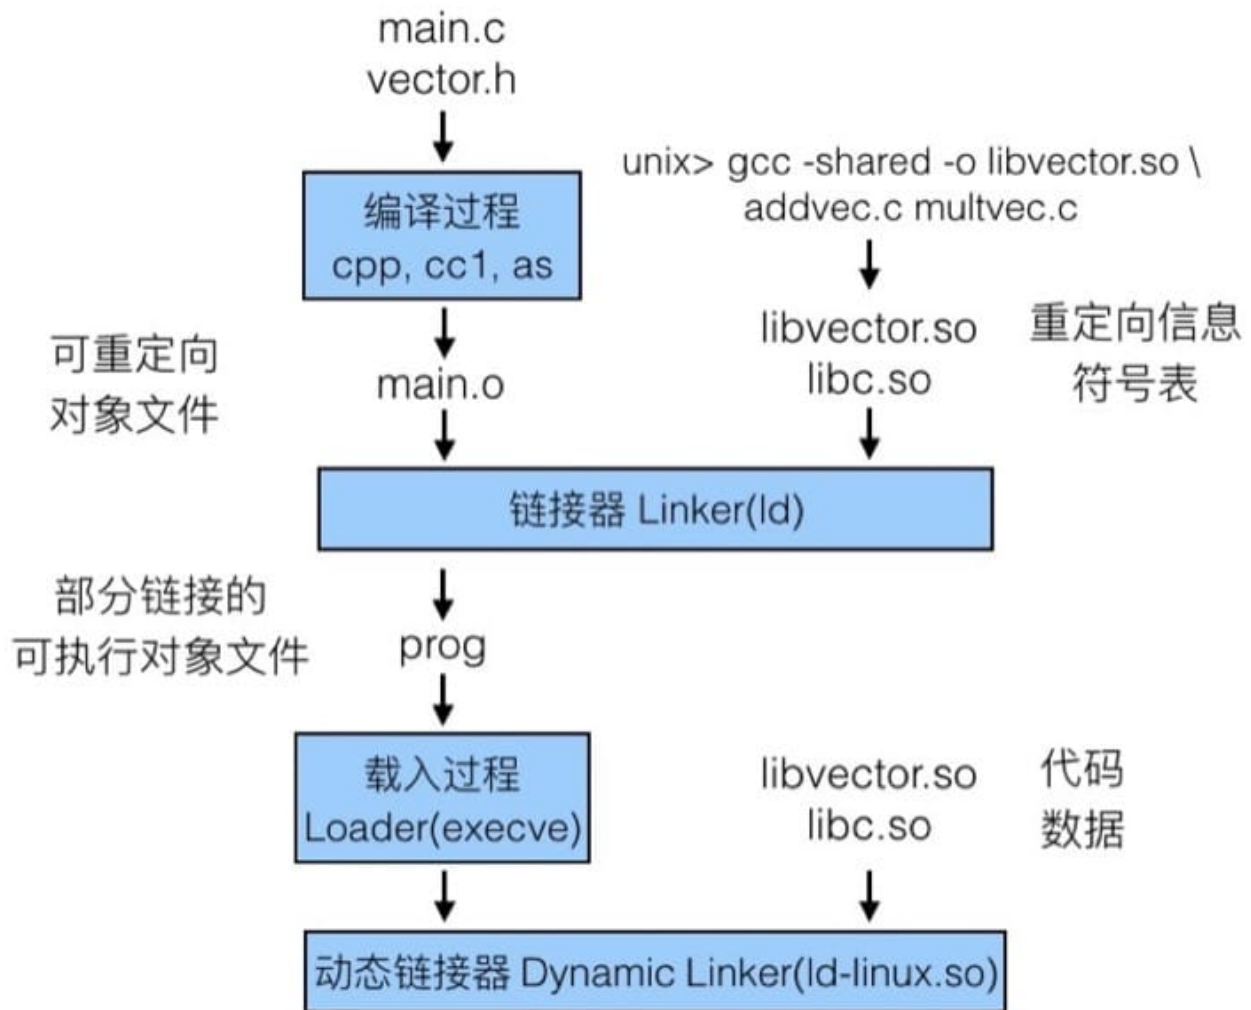 main.c
vector.h
unix> gcc -shared -o libvector.so \
addvec.c multvec.c
编译过程
cpp, cc1, as
可重定向
对象文件
main.o
libvector.so
libc.so
重定向信息
符号表
链接器 Linker(ld)
部分链接的
可执行对象文件
prog
载入过程
Loader(execve)
libvector.so
libc.so
代码
数据
动态链接器 Dynamic Linker(ld-linux.so)